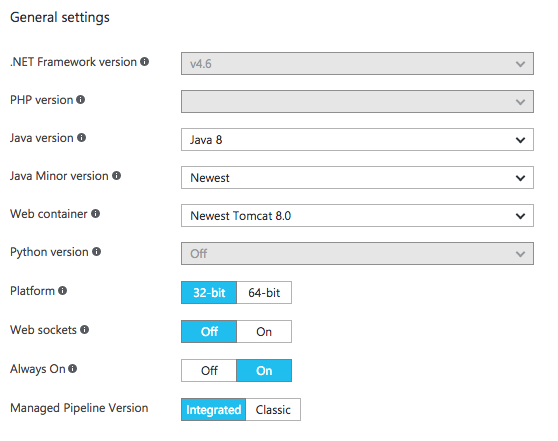 General settings
.NET Framework version v4.6
PHP version
Java version Java 8
Java Minor version Newest
Web container Newest Tomcat 8.0
Python version Off
Platform 32-bit 64-bit
Web sockets Off On
Always On Off On
Managed Pipeline Version Integrated Classic